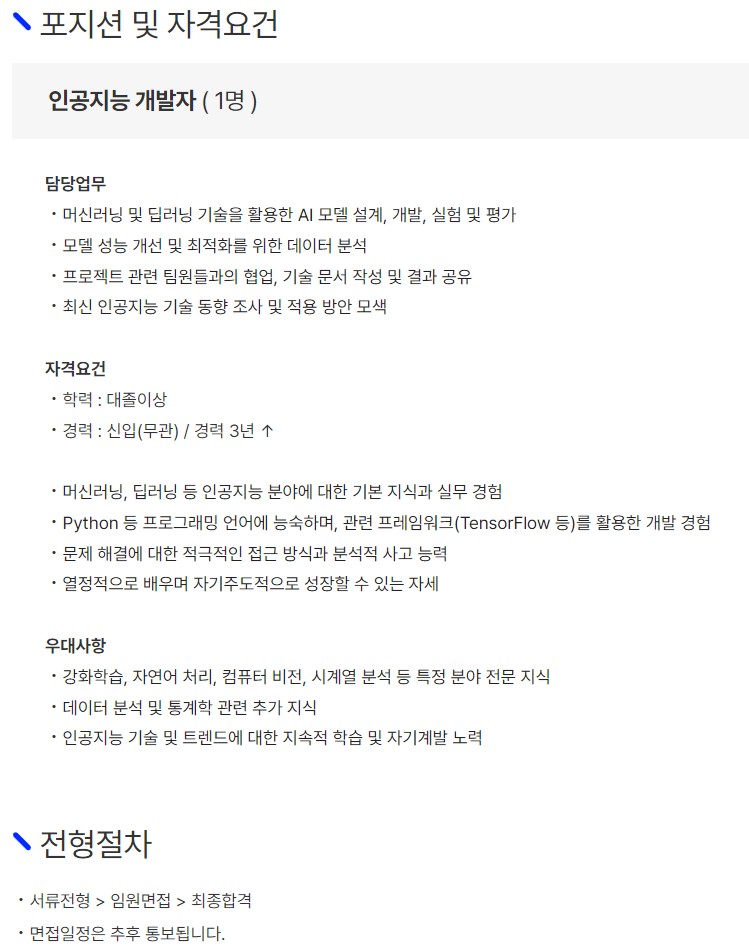 포지션 및 자격요건
인공지능 개발자 ( 1명 )
담당업무
・머신러닝 및 딥러닝 기술을 활용한 AI 모델 설계, 개발, 실험 및 평가
・모델 성능 개선 및 최적화를 위한 데이터 분석
・프로젝트 관련 팀원들과의 협업, 기술 문서 작성 및 결과 공유
・최신 인공지능 기술 동향 조사 및 적용 방안 모색
자격요건
・학력 : 대졸이상
・경력 : 신입(무관) / 경력 3년 ↑
・머신러닝, 딥러닝 등 인공지능 분야에 대한 기본 지식과 실무 경험
・Python 등 프로그래밍 언어에 능숙하며, 관련 프레임워크(TensorFlow 등)를 활용한 개발 경험
・문제 해결에 대한 적극적인 접근 방식과 분석적 사고 능력
・열정적으로 배우며 자기주도적으로 성장할 수 있는 자세
우대사항
・강화학습, 자연어 처리, 컴퓨터 비전, 시계열 분석 등 특정 분야 전문 지식
・데이터 분석 및 통계학 관련 추가 지식
・인공지능 기술 및 트렌드에 대한 지속적 학습 및 자기계발 노력
전형절차
・서류전형 > 임원면접 > 최종합격
・면접일정은 추후 통보됩니다.